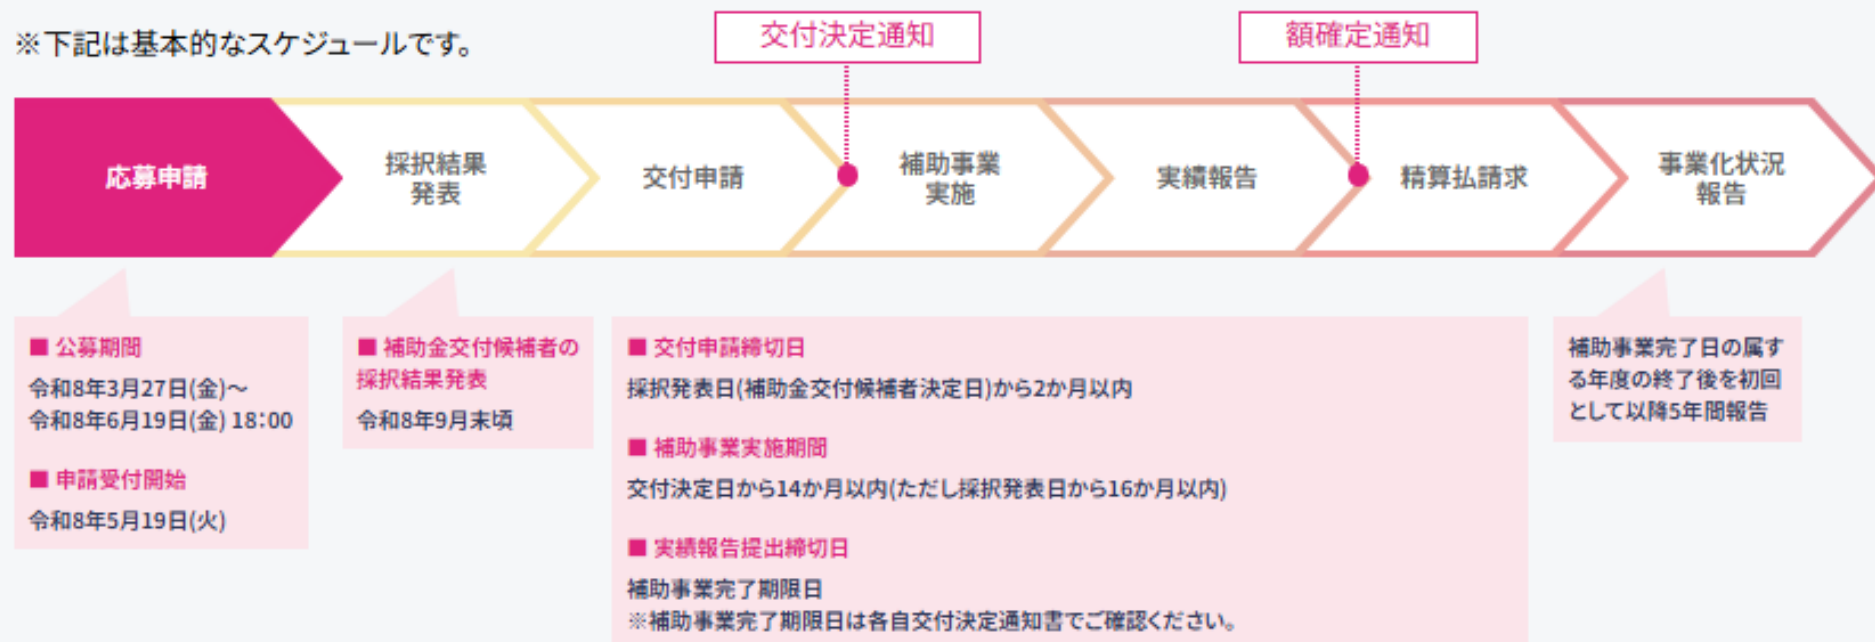 ※下記は基本的なスケジュールです。
交付決定通知
額確定通知
応募申請
採択結果
発表
交付申請
補助事業
実施
実績報告
精算払請求
事業化状況
報告
■ 公募期間
令和8年3月27日(金)～
令和8年6月19日(金) 18:00
■ 申請受付開始
令和8年5月19日(火)
■ 補助金交付候補者の
採択結果発表
令和8年9月末頃
■ 交付申請締切日
採択発表日(補助金交付候補者決定日)から2か月以内
■ 補助事業実施期間
交付決定日から14か月以内(ただし採択発表日から16か月以内)
■ 実績報告提出締切日
補助事業完了期限日
※補助事業完了期限日は各自交付決定通知書でご確認ください。
補助事業完了日の属す
る年度の終了後を初回
として以降5年間報告